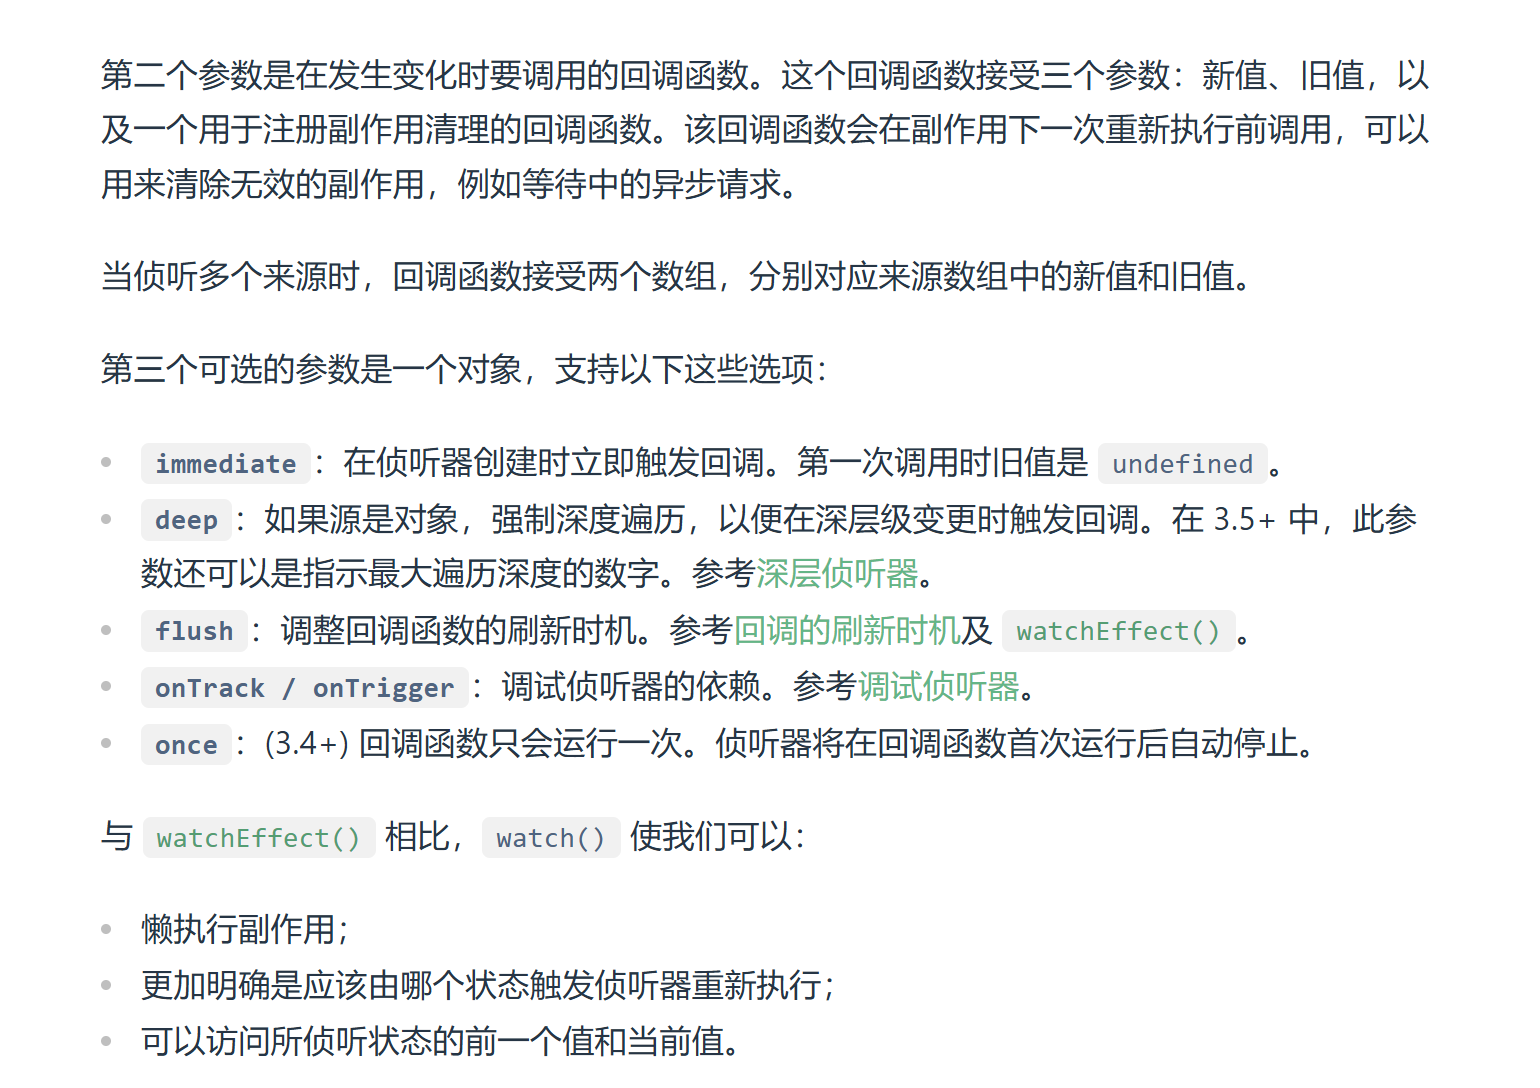 第二个参数是在发生变化时要调用的回调函数。这个回调函数接受三个参数：新值、旧值，以
及一个用于注册副作用清理的回调函数。该回调函数会在副作用下一次重新执行前调用，可以
用来清除无效的副作用，例如等待中的异步请求。
当侦听多个来源时，回调函数接受两个数组，分别对应来源数组中的新值和旧值。
第三个可选的参数是一个对象，支持以下这些选项：
immediate：在侦听器创建时立即触发回调。第一次调用时旧值是 undefined。
deep：如果源是对象，强制深度遍历，以便在深层级变更时触发回调。在 3.5+ 中，此参
数还可以是指示最大遍历深度的数字。参考深层侦听器。
flush：调整回调函数的刷新时机。参考回调的刷新时机及 watchEffect()。
onTrack / onTrigger：调试侦听器的依赖。参考调试侦听器。
once：(3.4+) 回调函数只会运行一次。侦听器将在回调函数首次运行后自动停止。
与 watchEffect() 相比，watch() 使我们可以：
懒执行副作用；
更加明确是应该由哪个状态触发侦听器重新执行；
可以访问所侦听状态的前一个值和当前值。